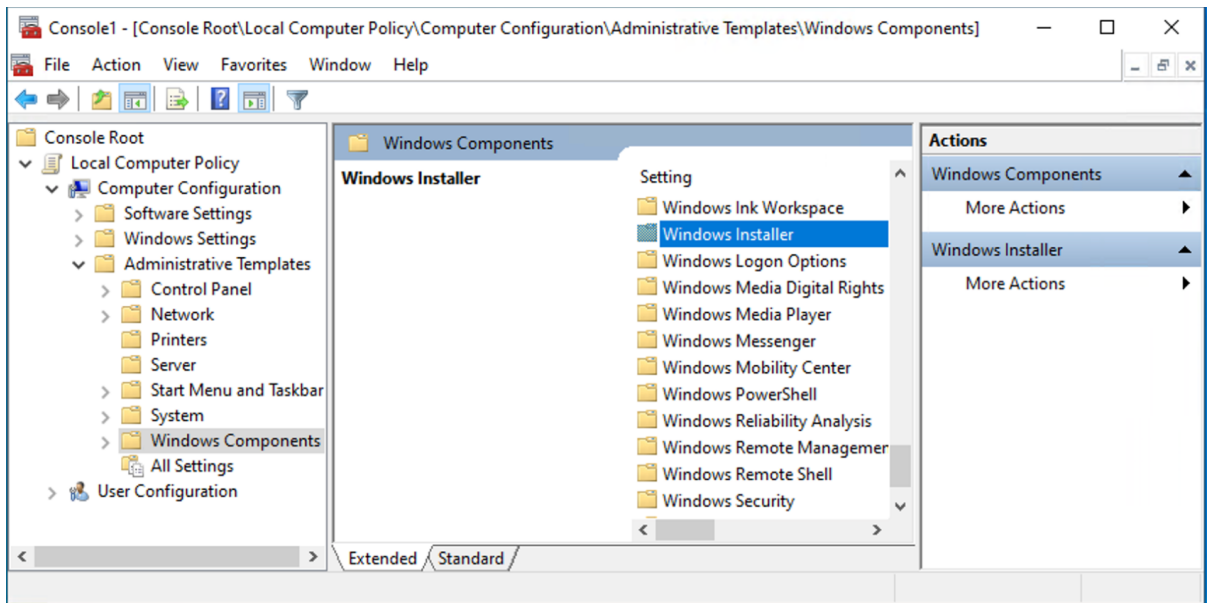 Console1 - [Console Root\Local Computer Policy\Computer Configuration\Administrative Templates\Windows Components]
File Action View Favorites Window Help
Console Root
Local Computer Policy
Computer Configuration
Software Settings
Windows Settings
Administrative Templates
Control Panel
Network
Printers
Server
Start Menu and Taskbar
System
Windows Components
All Settings
User Configuration
Windows Components
Windows Installer
Setting
Windows Ink Workspace
Windows Installer
Windows Logon Options
Windows Media Digital Rights
Windows Media Player
Windows Messenger
Windows Mobility Center
Windows PowerShell
Windows Reliability Analysis
Windows Remote Managemen
Windows Remote Shell
Windows Security
Extended Standard
Actions
Windows Components
More Actions
Windows Installer
More Actions